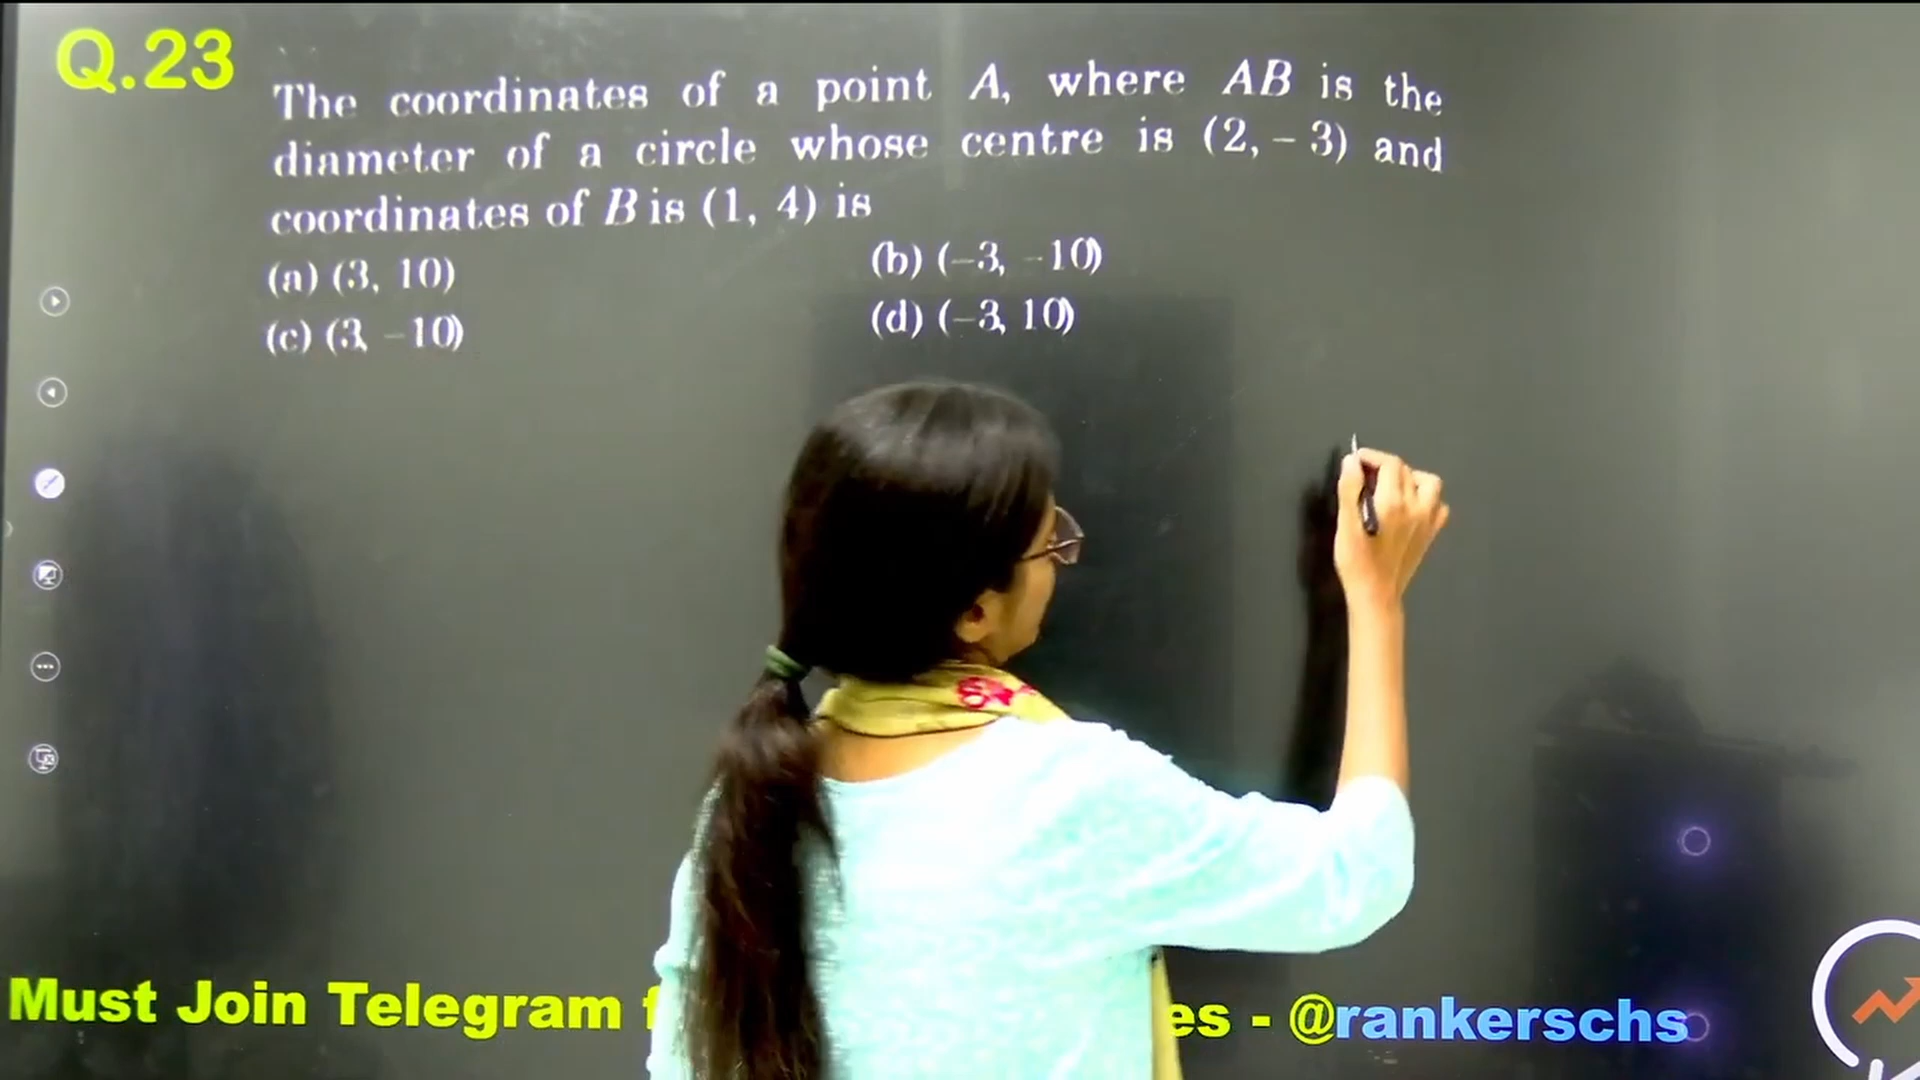 Q.23
The coordinates of a point A, where AB is the
diameter of a circle whose centre is (2, – 3) and
coordinates of B is (1, 4) is
(a) (3, 10)
(b) (–3, –10)
(c) (3, –10)
(d) (–3, 10)
Must Join Telegram es - @rankerschs